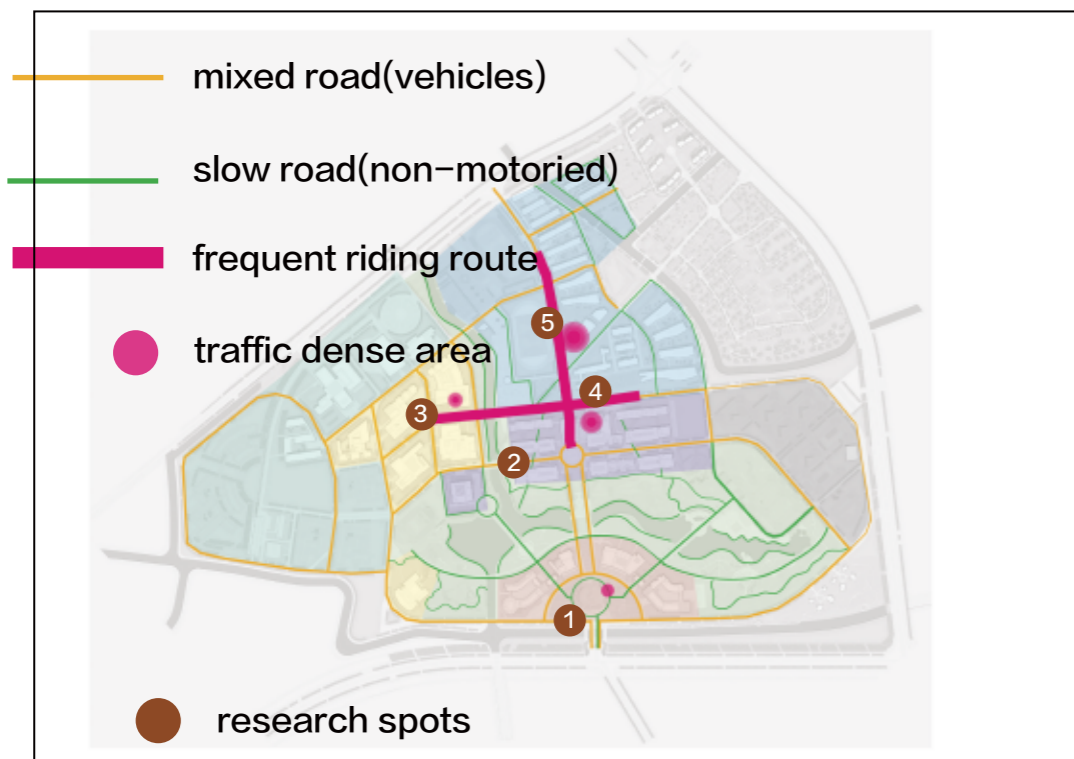 mixed road(vehicles)
slow road(non-motoried)
frequent riding route
traffic dense area
5
4
3
2
1
research spots